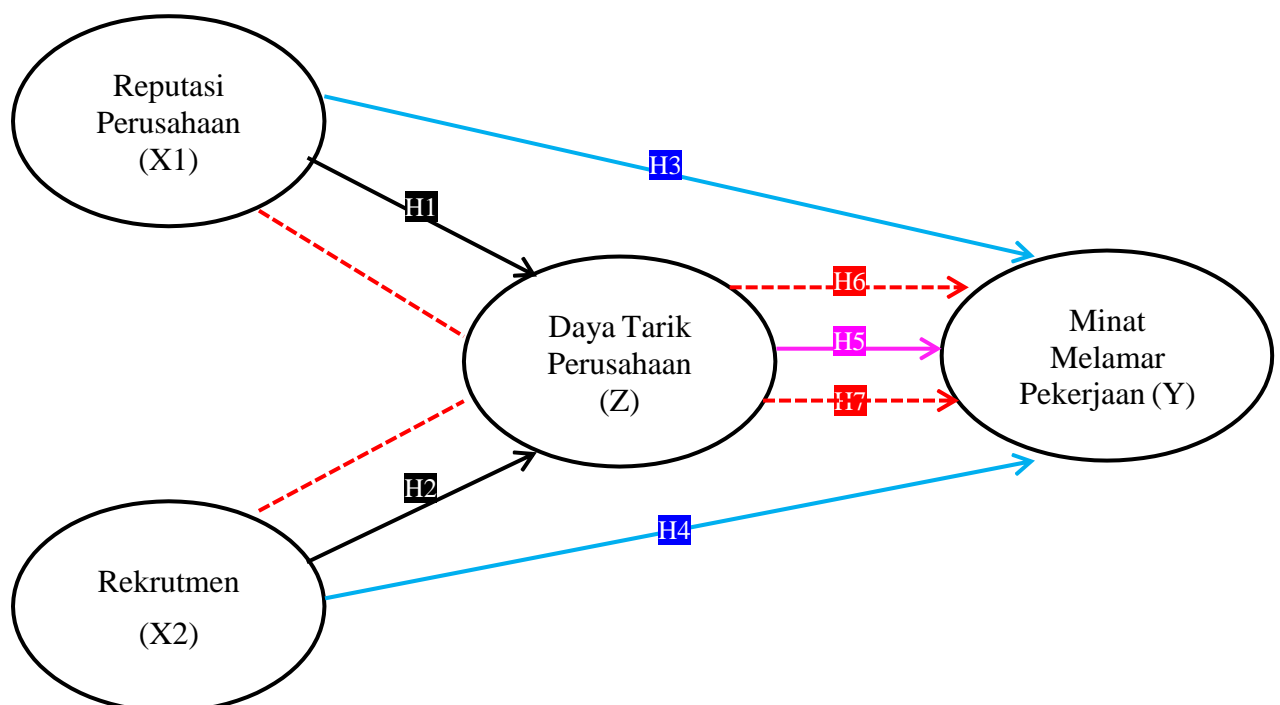 Reputasi
Perusahaan
(X1)
H3
H1
H6
Daya Tarik
Perusahaan
(Z)
H5
Minat
Melamar
Pekerjaan (Y)
H7
H2
H4
Rekrutmen
(X2)